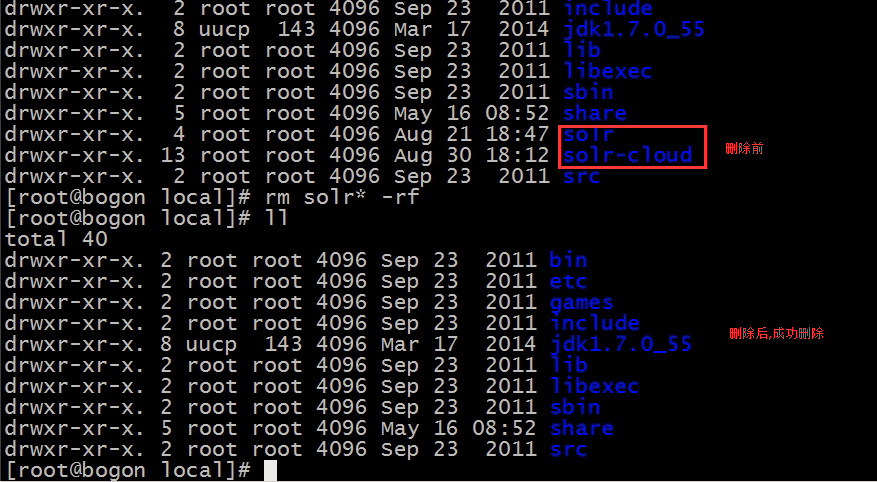 drwxr-xr-x.  2 root root 4096 Sep 23  2011 include
drwxr-xr-x.  8 uucp  143 4096 Mar 17  2014 jdk1.7.0_55
drwxr-xr-x.  2 root root 4096 Sep 23  2011 lib
drwxr-xr-x.  2 root root 4096 Sep 23  2011 libexec
drwxr-xr-x.  2 root root 4096 Sep 23  2011 sbin
drwxr-xr-x.  5 root root 4096 May 16 08:52 share
drwxr-xr-x.  4 root root 4096 Aug 21 18:47 solr
删除前
drwxr-xr-x. 13 root root 4096 Aug 30 18:12 solr-cloud
drwxr-xr-x.  2 root root 4096 Sep 23  2011 src
[root@bogon local]# rm solr* -rf
[root@bogon local]# ll
total 40
drwxr-xr-x. 2 root root 4096 Sep 23  2011 bin
drwxr-xr-x. 2 root root 4096 Sep 23  2011 etc
drwxr-xr-x. 2 root root 4096 Sep 23  2011 games
drwxr-xr-x. 2 root root 4096 Sep 23  2011 include
删除后,成功删除
drwxr-xr-x. 8 uucp  143 4096 Mar 17  2014 jdk1.7.0_55
drwxr-xr-x. 2 root root 4096 Sep 23  2011 lib
drwxr-xr-x. 2 root root 4096 Sep 23  2011 libexec
drwxr-xr-x. 2 root root 4096 Sep 23  2011 sbin
drwxr-xr-x. 5 root root 4096 May 16 08:52 share
drwxr-xr-x. 2 root root 4096 Sep 23  2011 src
[root@bogon local]#